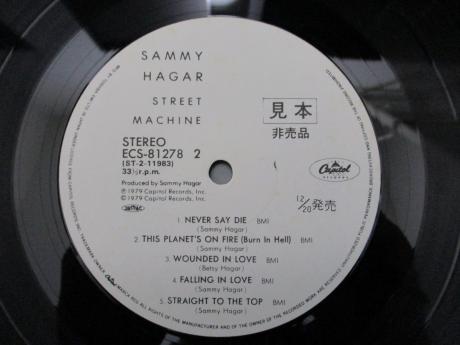 SAMMY
HAGAR
STREET
MACHINE
見本
非売品
STEREO
ECS-81278 2
(ST-2-11983)
33⅓r.p.m.
Produced by Sammy Hagar
℗1979 Capitol Records, Inc.
©1979 Capitol Records, Inc.
Capitol
12/20発売
1. NEVER SAY DIE BMI
(Sammy Hagar)
2. THIS PLANET'S ON FIRE (Burn In Hell) BMI
(Sammy Hagar)
3. WOUNDED IN LOVE BMI
(Betsy Hagar)
4. FALLING IN LOVE BMI
(Sammy Hagar)
5. STRAIGHT TO THE TOP BMI
(Sammy Hagar)